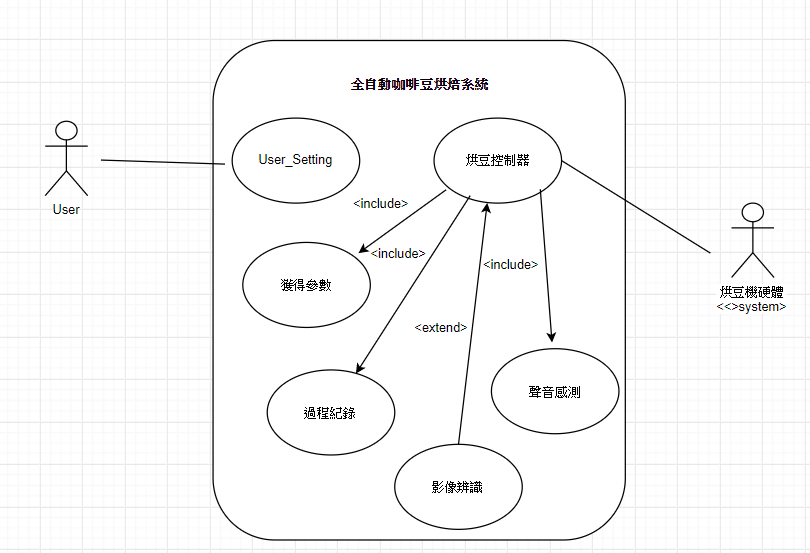 全自動咖啡豆烘焙系統
User_Setting
烘豆控制器
User
<include>
<include>
<include>
獲得參數
烘豆機硬體
<<>system>
<extend>
聲音感測
過程紀錄
影像辨識